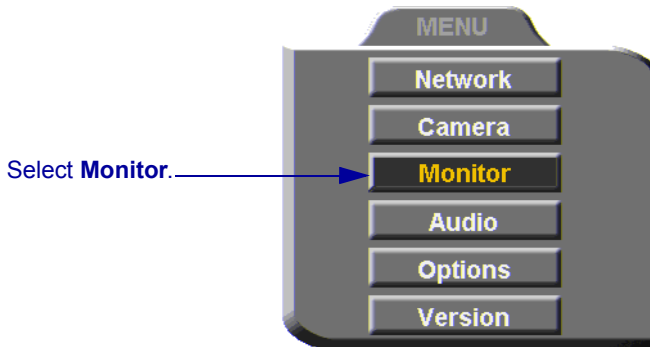 MENU
Network
Camera
Select Monitor.
Monitor
Audio
Options
Version